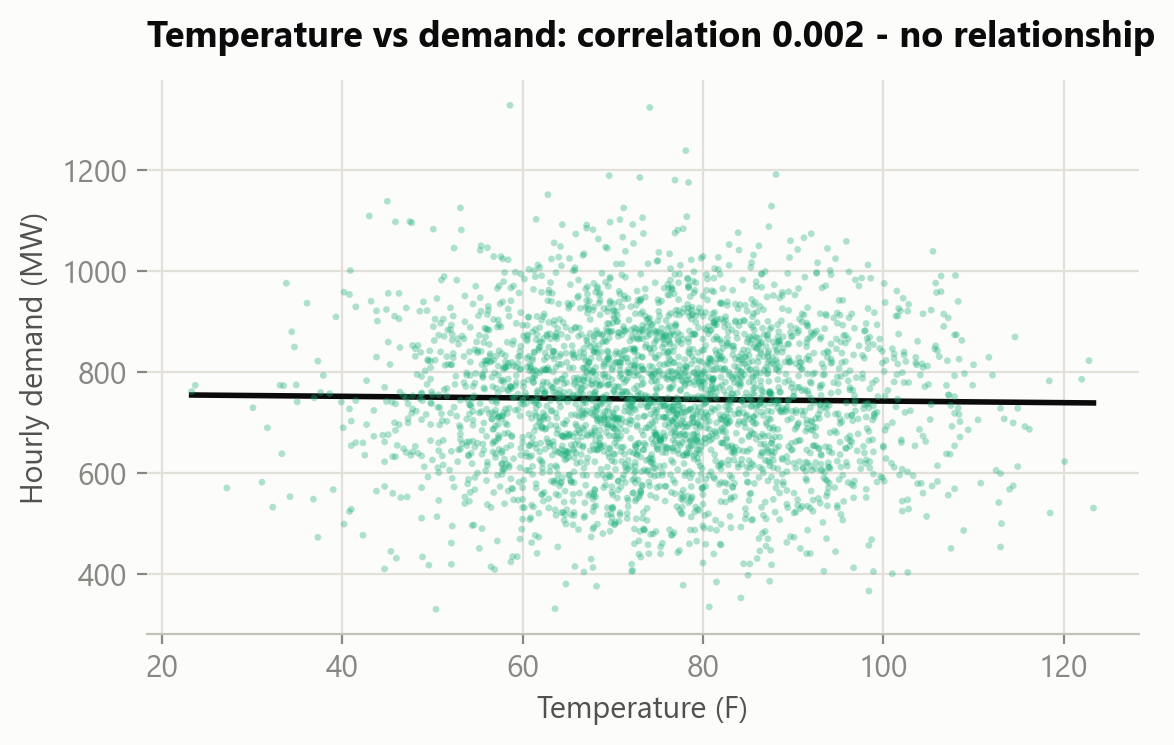 Temperature vs demand: correlation 0.002 - no relationship
1200
1000
800
600
400
Hourly demand (MW)
20 40 60 80 100 120
Temperature (F)